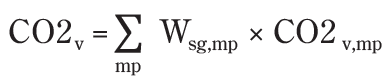 CO2v = ∑ Wsg,mp × CO2v,mp
mp